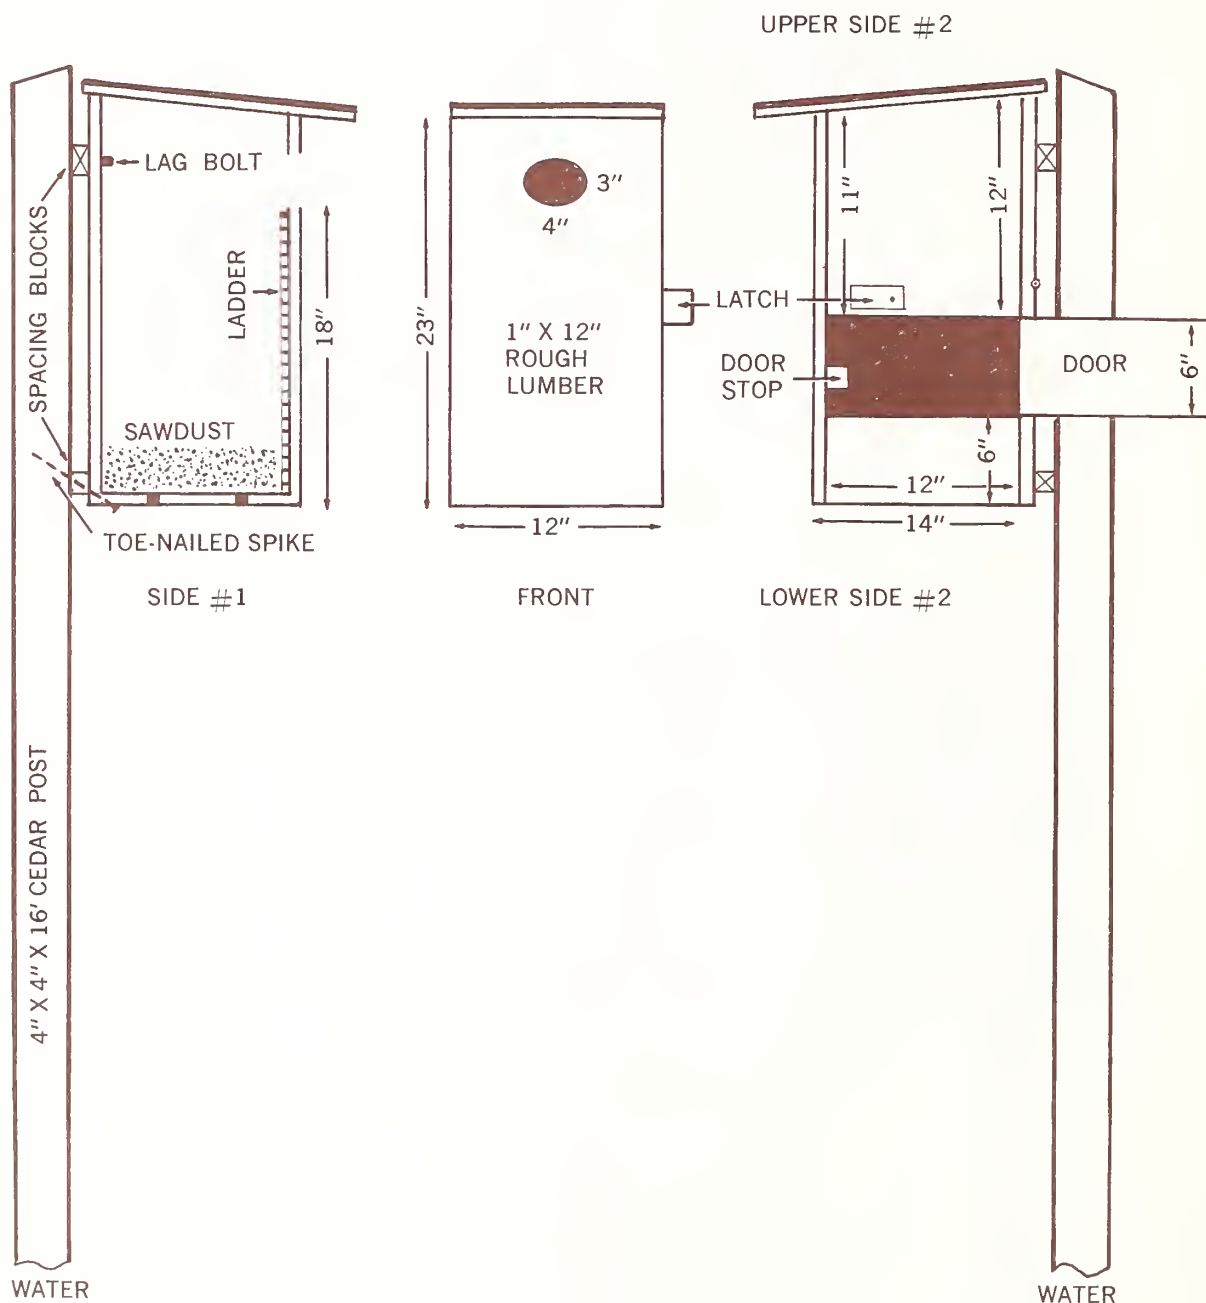 UPPER SIDE #2
LAG BOLT
SPACING BLOCKS
LADDER
18"
SAWDUST
TOE-NAILED SPIKE
SIDE #1
4" X 4" X 16' CEDAR POST
WATER
3"
4"
23"
1" X 12"
ROUGH
LUMBER
12"
FRONT
LATCH
DOOR
STOP
11"
12"
DOOR
6"
6"
12"
14"
LOWER SIDE #2
WATER